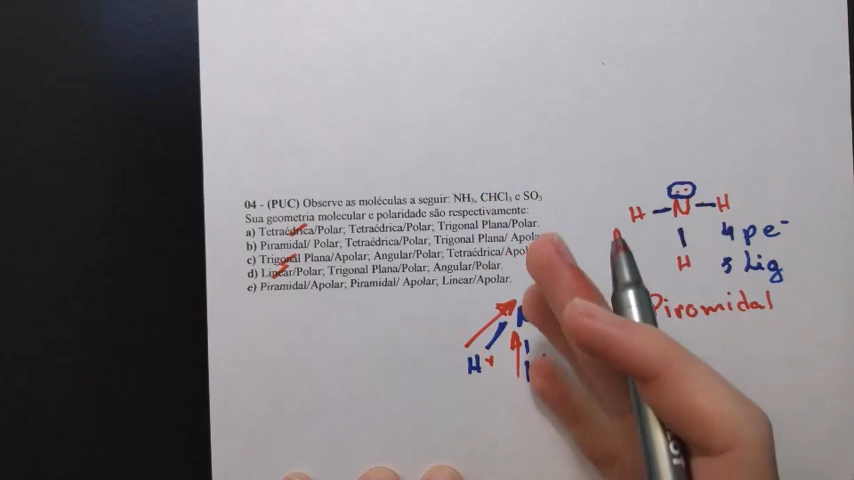 04 - (PUC) Observe as moléculas a seguir: NH₃, CHCl₃ e SO₃
Sua geometria molecular e polaridade são respectivamente:
a) Tetraédrica/Polar; Tetraédrica/Polar; Trigonal Plana/Polar.
b) Piramidal/ Polar; Tetraédrica/Polar; Trigonal Plana/ Apolar
c) Trigonal Plana/Apolar; Angular/Polar; Tetraédrica/Apol
d) Linear/Polar; Trigonal Plana/Polar; Angular/Polar.
e) Piramidal/Apolar; Piramidal/ Apolar; Linear/Apolar.
H — N — H
H
4 pe⁻
3 Lig
Piromidal
N
H +